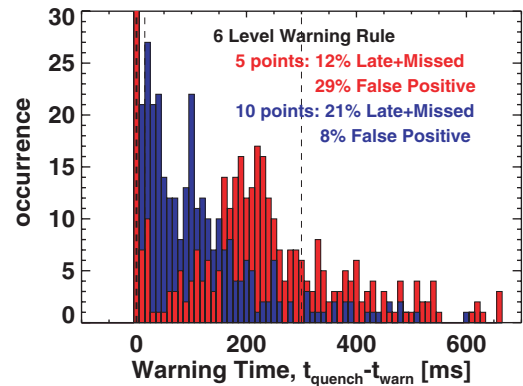 30
25
20
15
10
5
0
occurrence
6 Level Warning Rule
5 points: 12% Late+Missed
29% False Positive
10 points: 21% Late+Missed
8% False Positive
0 200 400 600
Warning Time, tquench-twarn [ms]